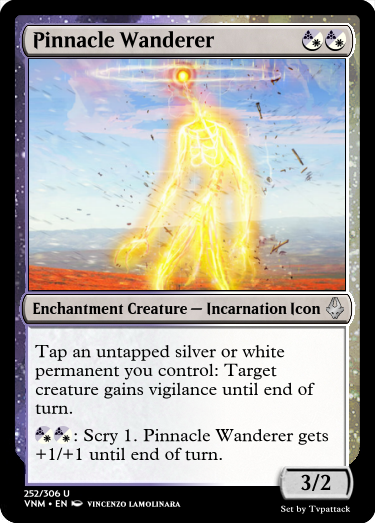 Pinnacle Wanderer
Enchantment Creature — Incarnation Icon
Tap an untapped silver or white
permanent you control: Target
creature gains vigilance until end of
turn.
: Scry 1. Pinnacle Wanderer gets
+1/+1 until end of turn.
3/2
252/306 U
VNM • EN VINCENZO LAMOLINARA
Set by Tvpattack